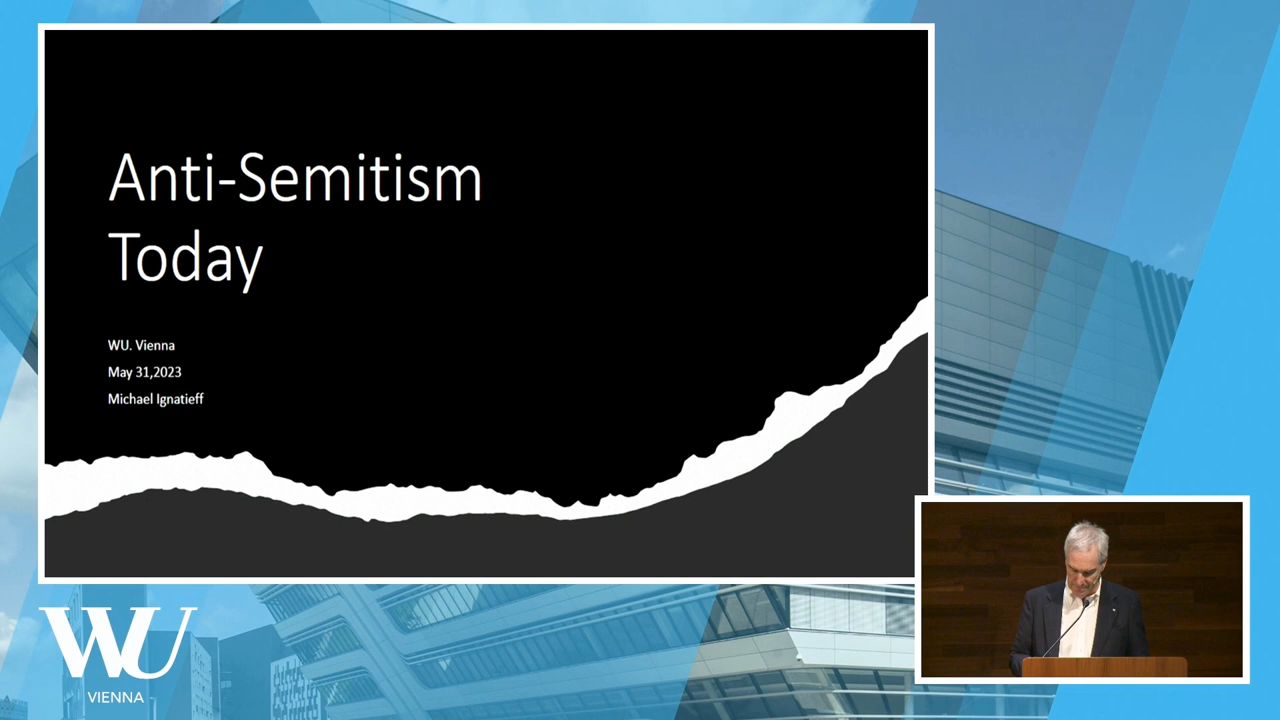 Anti-Semitism
Today
WU. Vienna
May 31,2023
Michael Ignatieff
WU
VIENNA